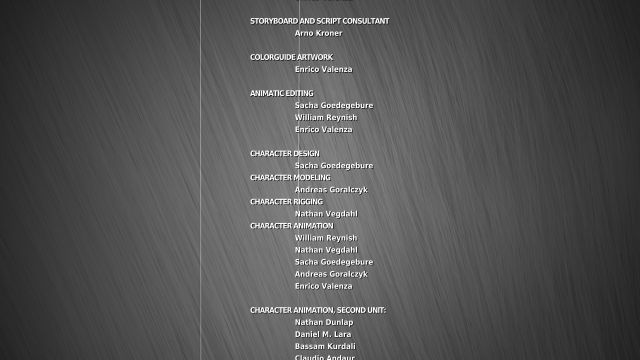 STORYBOARD AND SCRIPT CONSULTANT
Arno Kroner
COLORGUIDE ARTWORK
Enrico Valenza
ANIMATIC EDITING
Sacha Goedegebure
William Reynish
Enrico Valenza
CHARACTER DESIGN
Sacha Goedegebure
CHARACTER MODELING
Andreas Goralczyk
CHARACTER RIGGING
Nathan Vegdahl
CHARACTER ANIMATION
William Reynish
Nathan Vegdahl
Sacha Goedegebure
Andreas Goralczyk
Enrico Valenza
CHARACTER ANIMATION, SECOND UNIT:
Nathan Dunlap
Daniel M. Lara
Bassam Kurdali
Claudio Andaur